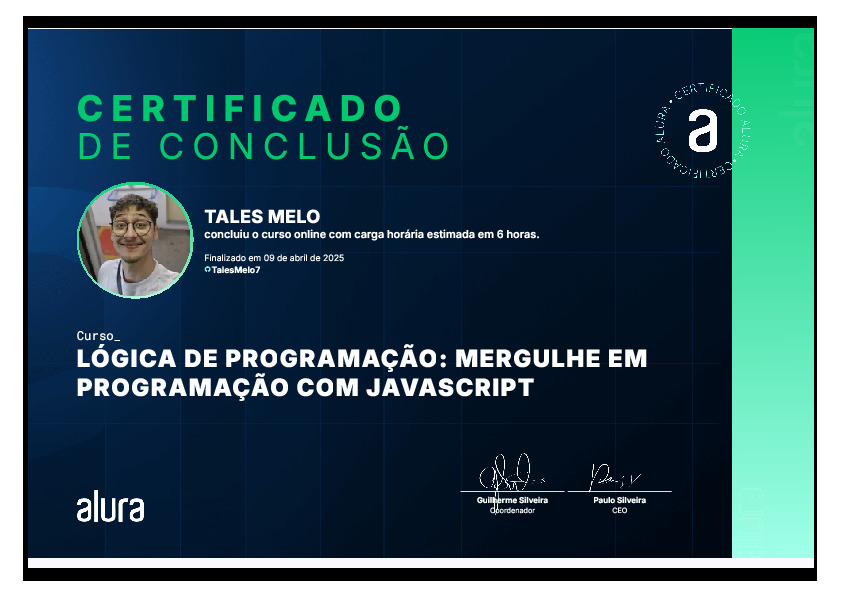 CERTIFICADO
DE CONCLUSÃO
• CERTIFICADO ALURA • CERTIFICADO ALURA
a
TALES MELO
concluiu o curso online com carga horária estimada em 6 horas.
Finalizado em 09 de abril de 2025
TalesMelo7
Curso_
LÓGICA DE PROGRAMAÇÃO: MERGULHE EM
PROGRAMAÇÃO COM JAVASCRIPT
alura
Guilherme Silveira
Coordenador
Paulo Silveira
CEO
alura
alura